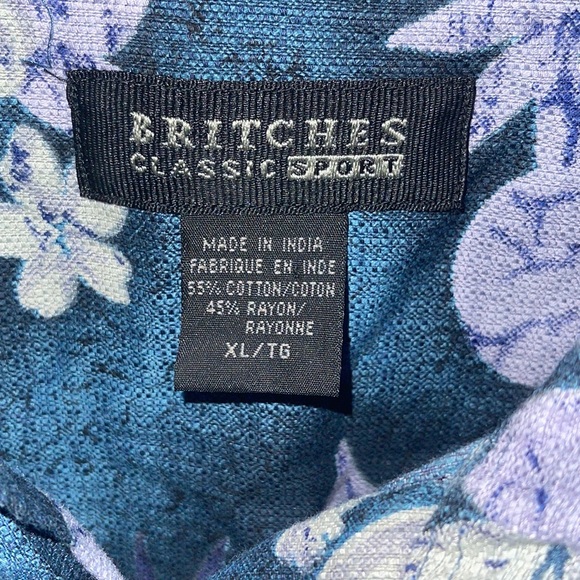 BRITCHES
CLASSIC SPORT
MADE IN INDIA
FABRIQUE EN INDE
55% COTTON/COTON
45% RAYON/
RAYONNE
XL/TG